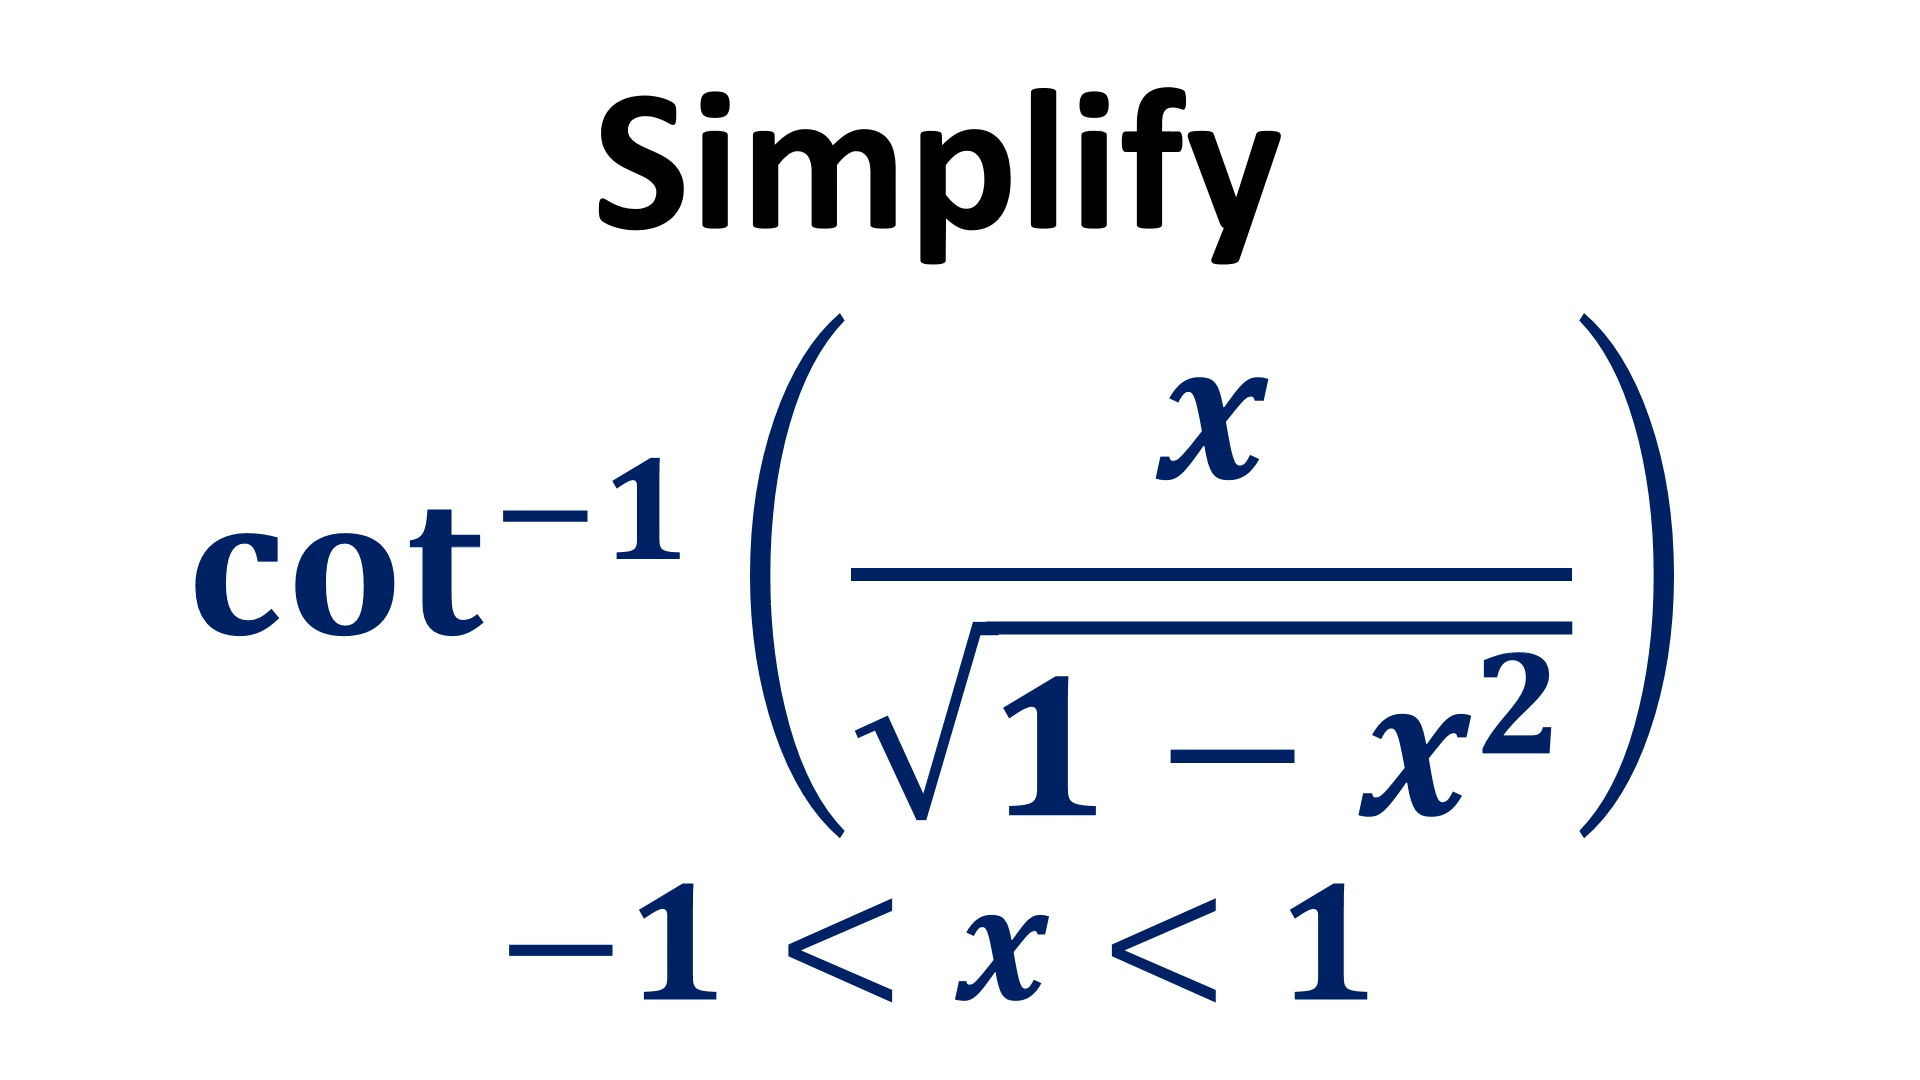 Simplify
cot⁻¹(x/√(1 − x²))
−1 < x < 1